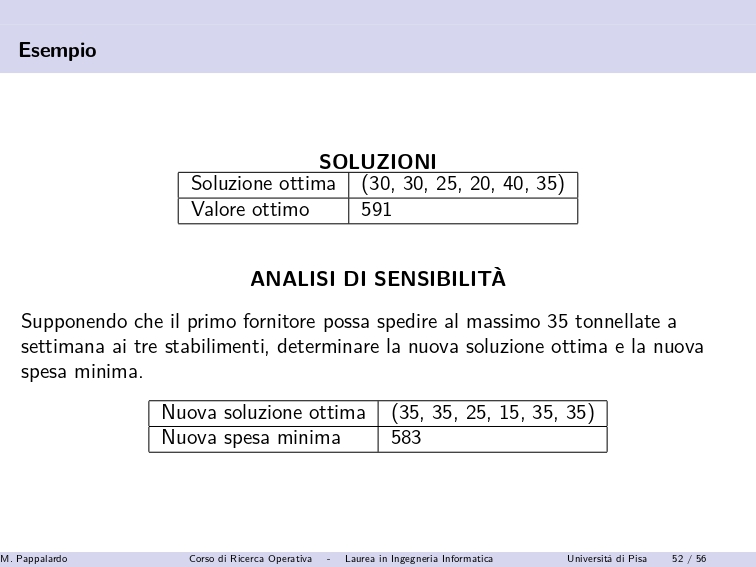 Esempio
SOLUZIONI
Soluzione ottima (30, 30, 25, 20, 40, 35)
Valore ottimo 591
ANALISI DI SENSIBILITÀ
Supponendo che il primo fornitore possa spedire al massimo 35 tonnellate a
settimana ai tre stabilimenti, determinare la nuova soluzione ottima e la nuova
spesa minima.
Nuova soluzione ottima (35, 35, 25, 15, 35, 35)
Nuova spesa minima 583
M. Pappalardo Corso di Ricerca Operativa - Laurea in Ingegneria Informatica Università di Pisa 52 / 56